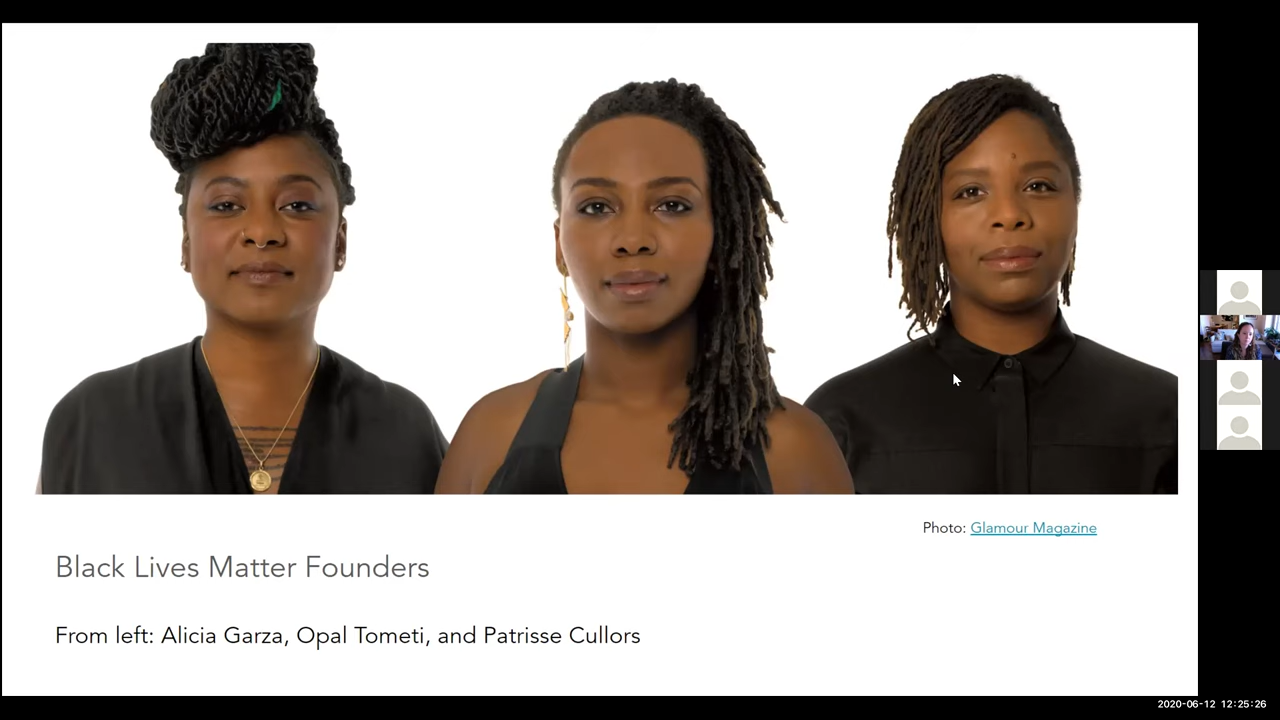 Photo: Glamour Magazine
Black Lives Matter Founders
From left: Alicia Garza, Opal Tometi, and Patrisse Cullors
2020-06-12 12:25:26